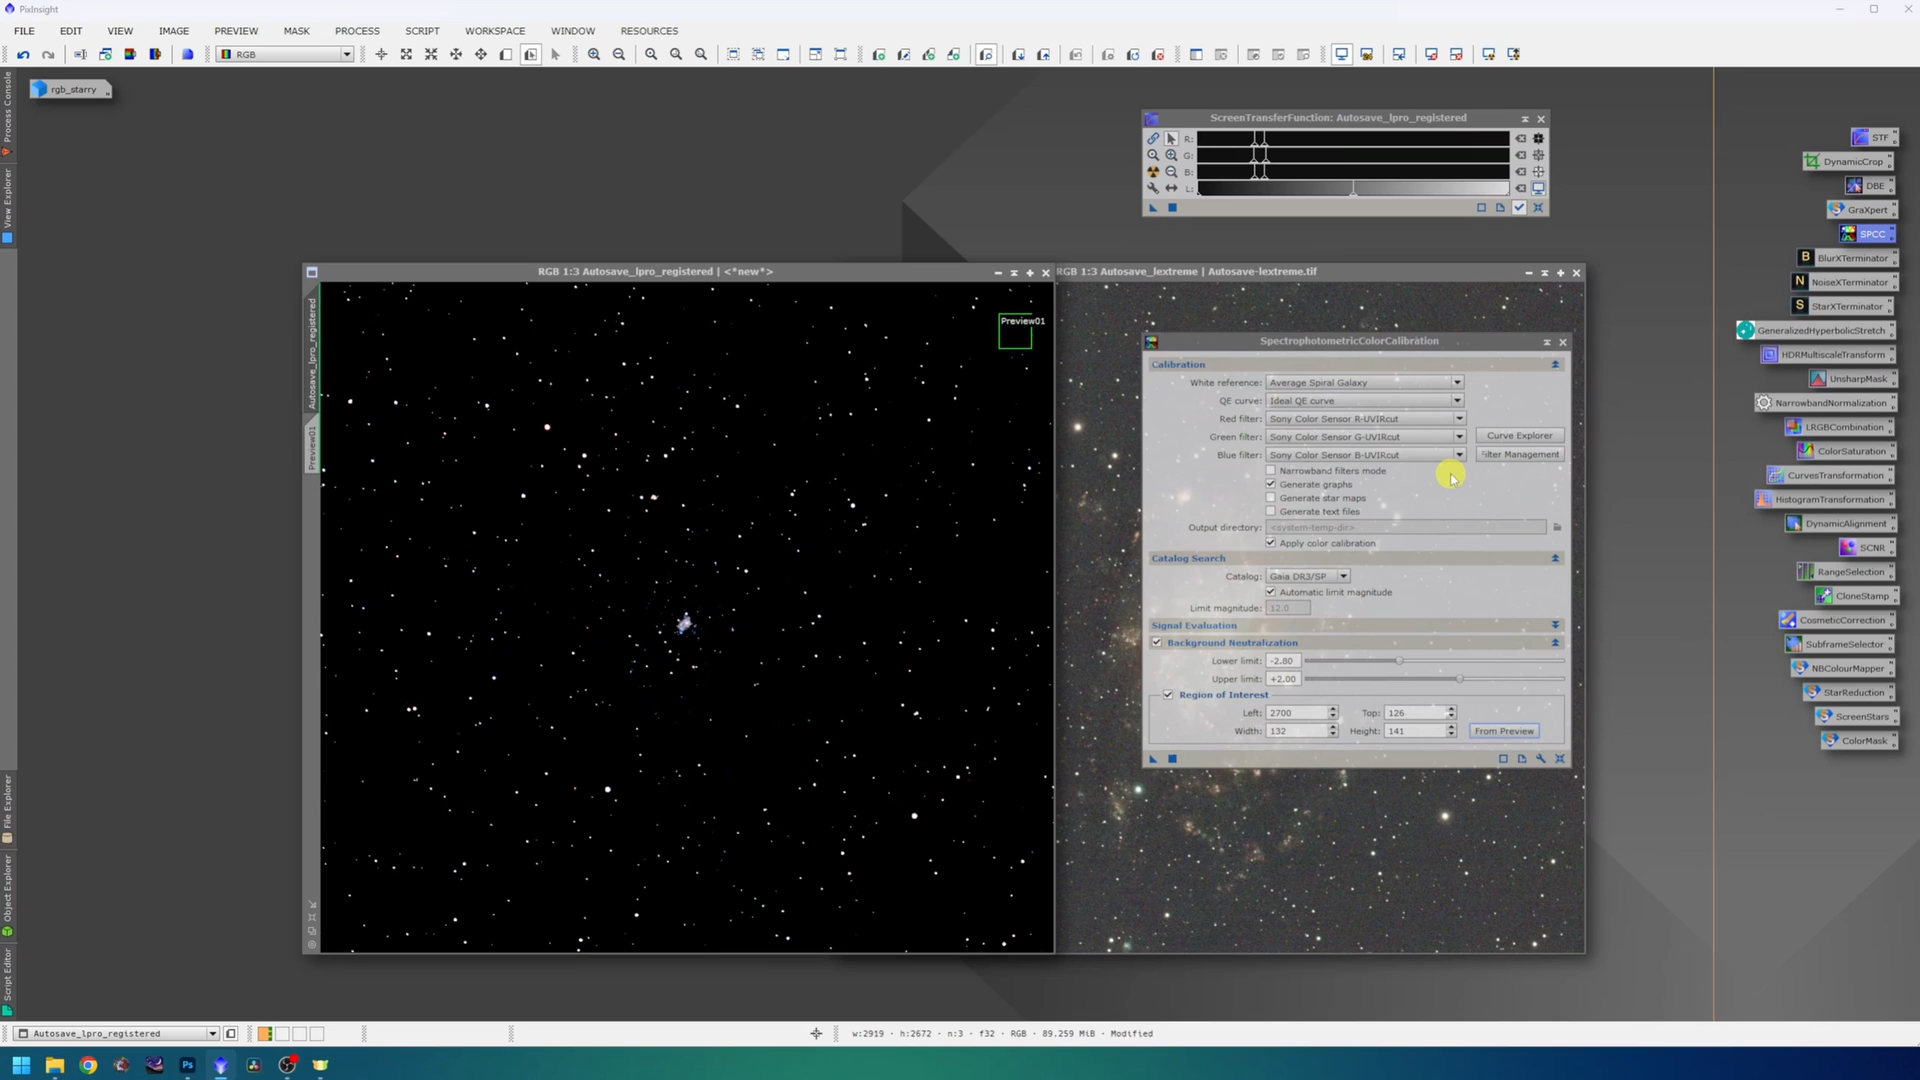 PixInsight
FILE EDIT VIEW IMAGE PREVIEW MASK PROCESS SCRIPT WORKSPACE WINDOW RESOURCES
RGB
rgb_starry
Process Console
View Explorer
File Explorer
Object Explorer
Script Editor
ScreenTransferFunction: Autosave_lpro_registered
R:
G:
B:
L:
RGB 1:3 Autosave_lpro_registered | <*new*>
RGB 1:3 Autosave_lextreme | Autosave-lextreme.tif
Autosave_lpro_registered
Preview01
Preview01
SpectrophotometricColorCalibration
Calibration
White reference: Average Spiral Galaxy
QE curve: Ideal QE curve
Red filter: Sony Color Sensor R-UVIRcut
Green filter: Sony Color Sensor G-UVIRcut Curve Explorer
Blue filter: Sony Color Sensor B-UVIRcut Filter Management
Narrowband filters mode
Generate graphs
Generate star maps
Generate text files
Output directory: <system-temp-dir>
Apply color calibration
Catalog Search
Catalog: Gaia DR3/SP
Automatic limit magnitude
Limit magnitude: 12.0
Signal Evaluation
Background Neutralization
Lower limit: -2.80
Upper limit: +2.00
Region of Interest
Left: 2700 Top: 126
Width: 132 Height: 141 From Preview
STF
DynamicCrop
DBE
GraXpert
SPCC
B BlurXTerminator
N NoiseXTerminator
S StarXTerminator
GeneralizedHyperbolicStretch
HDRMultiscaleTransform
UnsharpMask
NarrowbandNormalization
LRGBCombination
ColorSaturation
CurvesTransformation
HistogramTransformation
DynamicAlignment
SCNR
RangeSelection
CloneStamp
CosmeticCorrection
SubframeSelector
NBColourMapper
StarReduction
ScreenStars
ColorMask
Autosave_lpro_registered
w:2919 · h:2672 · n:3 · f32 · RGB · 89.259 MiB · Modified
Ps